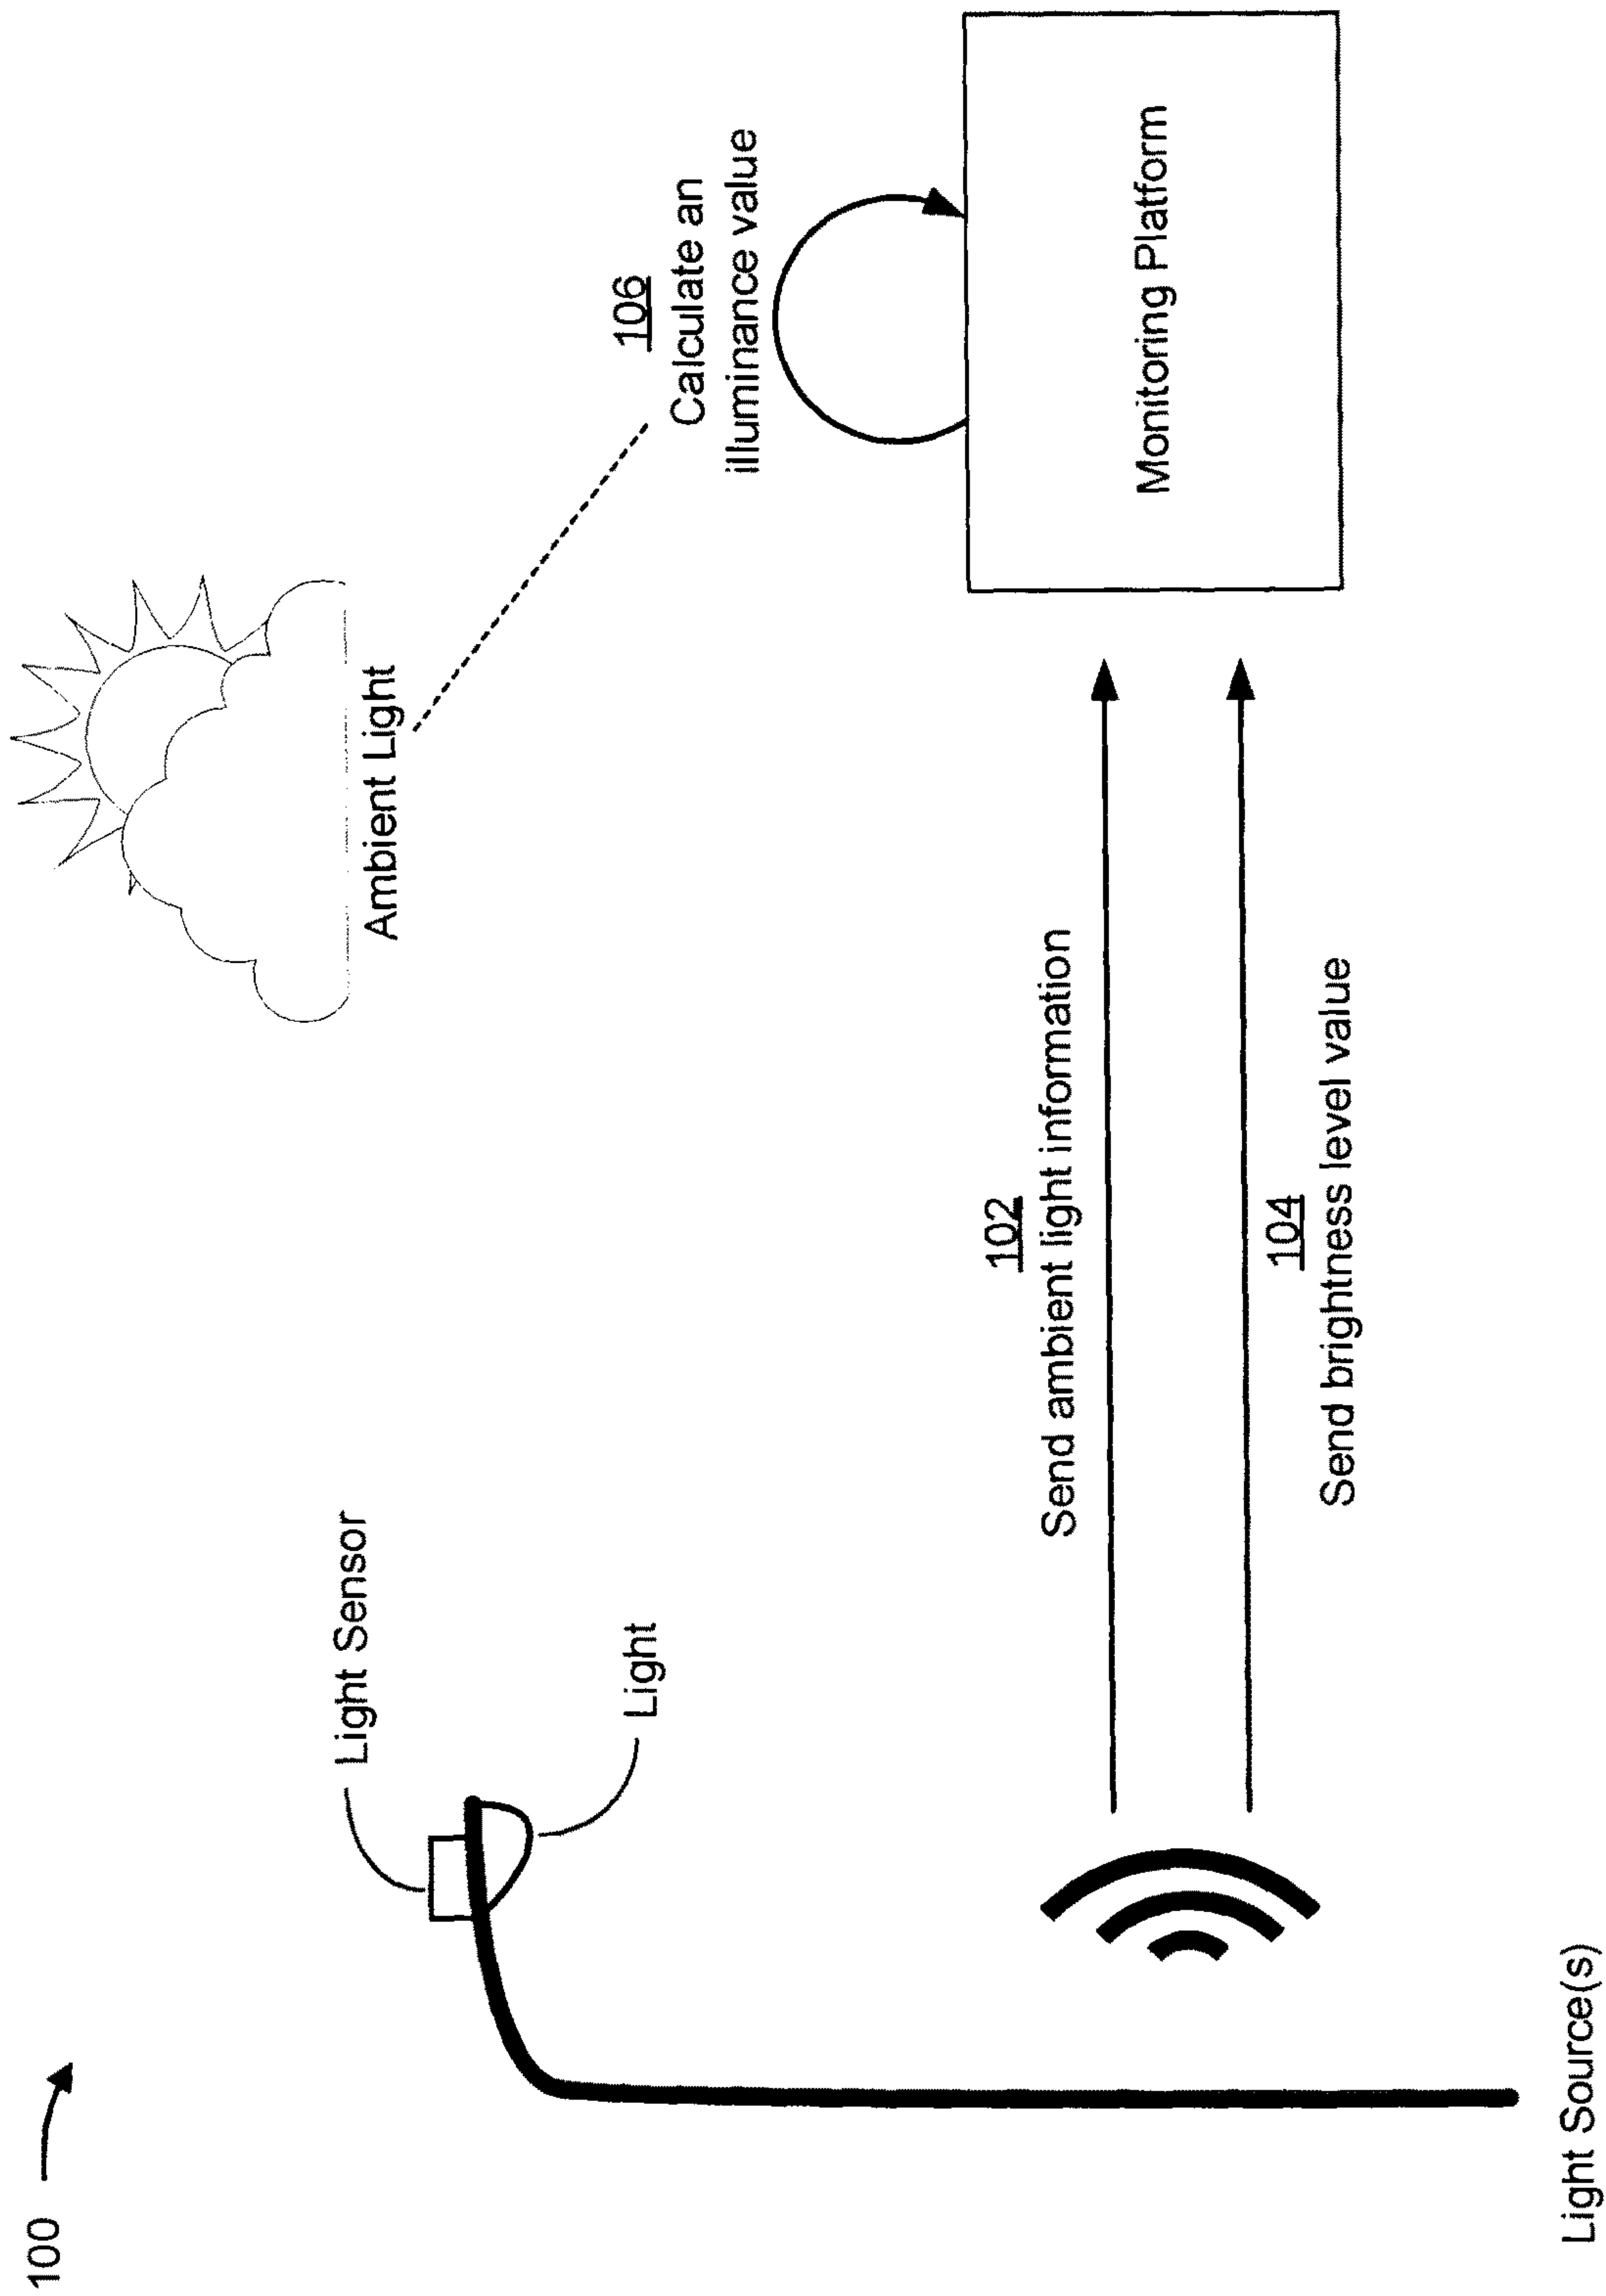 100
Light Sensor
Light
Ambient Light
106
Calculate an
illuminance value
102
Send ambient light information
104
Send brightness level value
Monitoring Platform
Light Source(s)